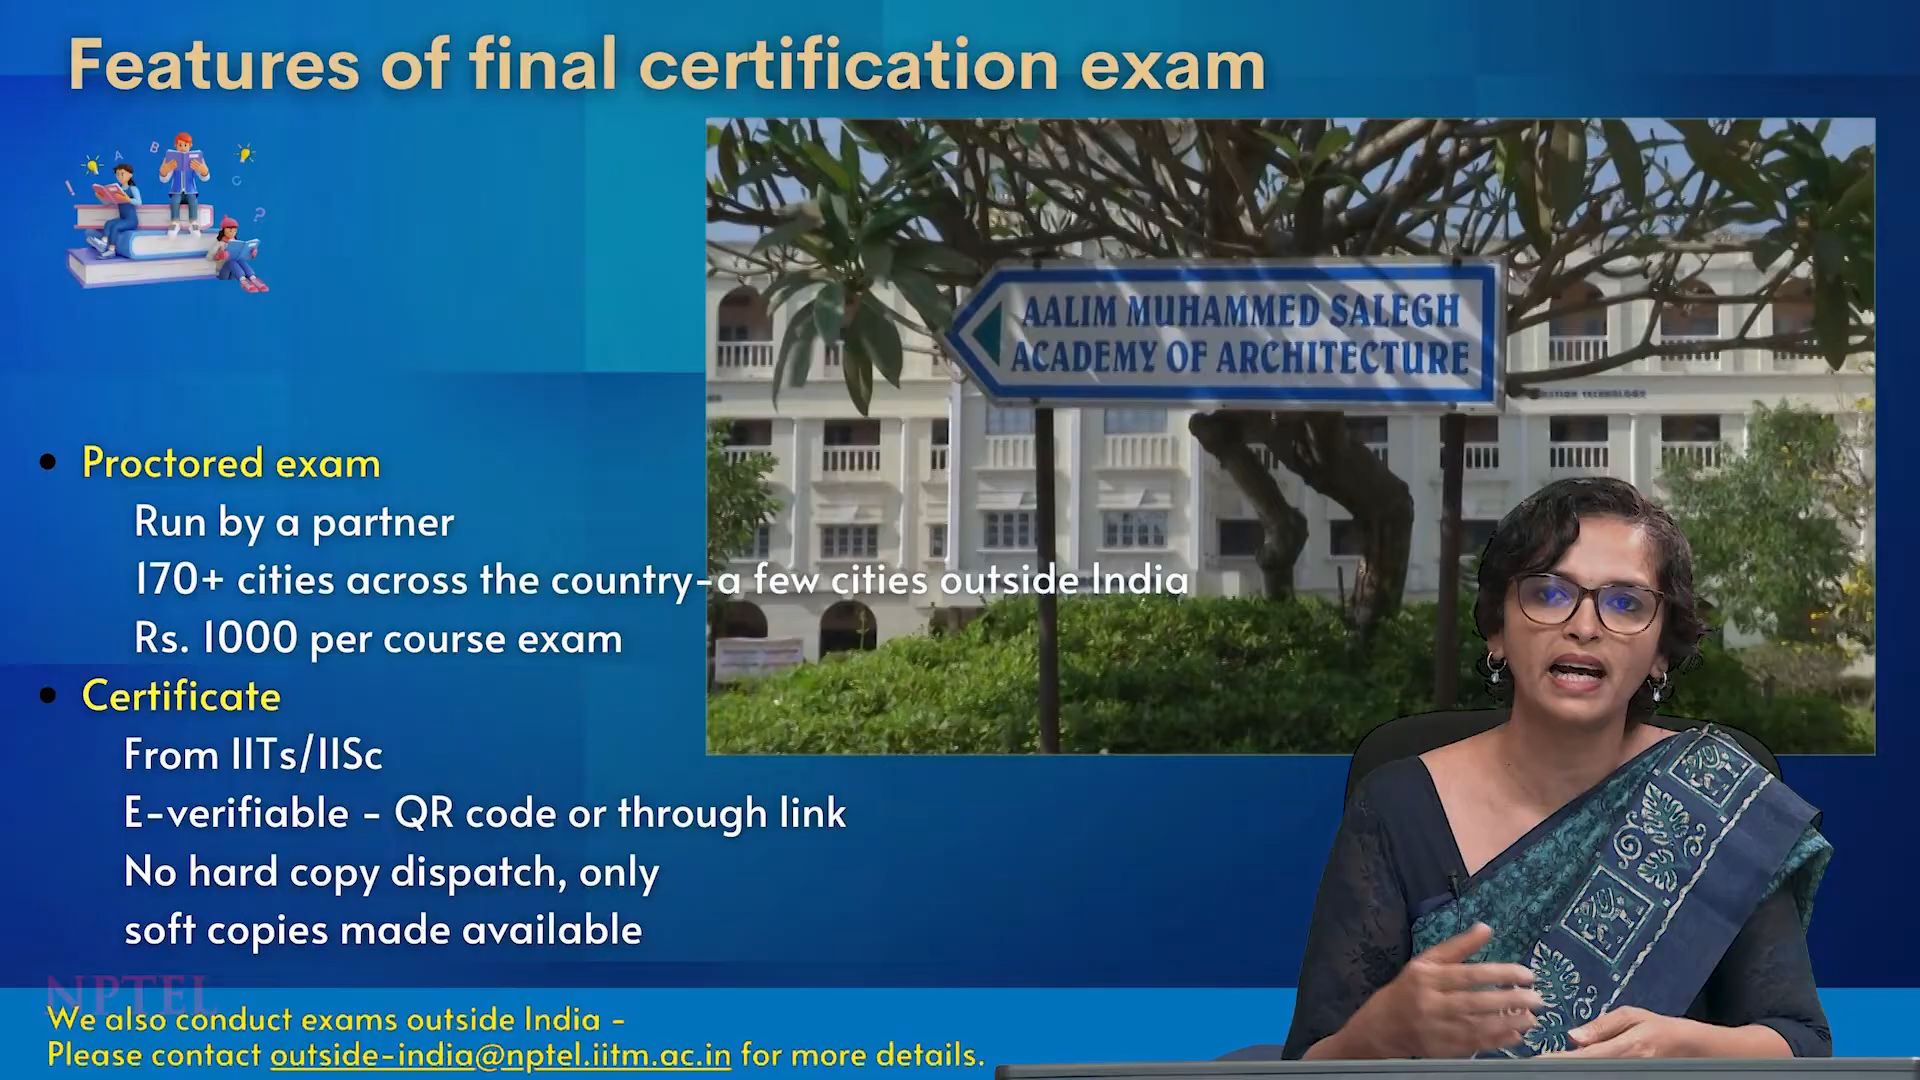 Features of final certification exam
AALIM MUHAMMED SALEGH
ACADEMY OF ARCHITECTURE
TECHNOLOGY
Proctored exam
Run by a partner
170+ cities across the country-a few cities outside India
Rs. 1000 per course exam
Certificate
From IITs/IISc
E-verifiable - QR code or through link
No hard copy dispatch, only
soft copies made available
NPTEL
We also conduct exams outside India -
Please contact outside-india@nptel.iitm.ac.in for more details.